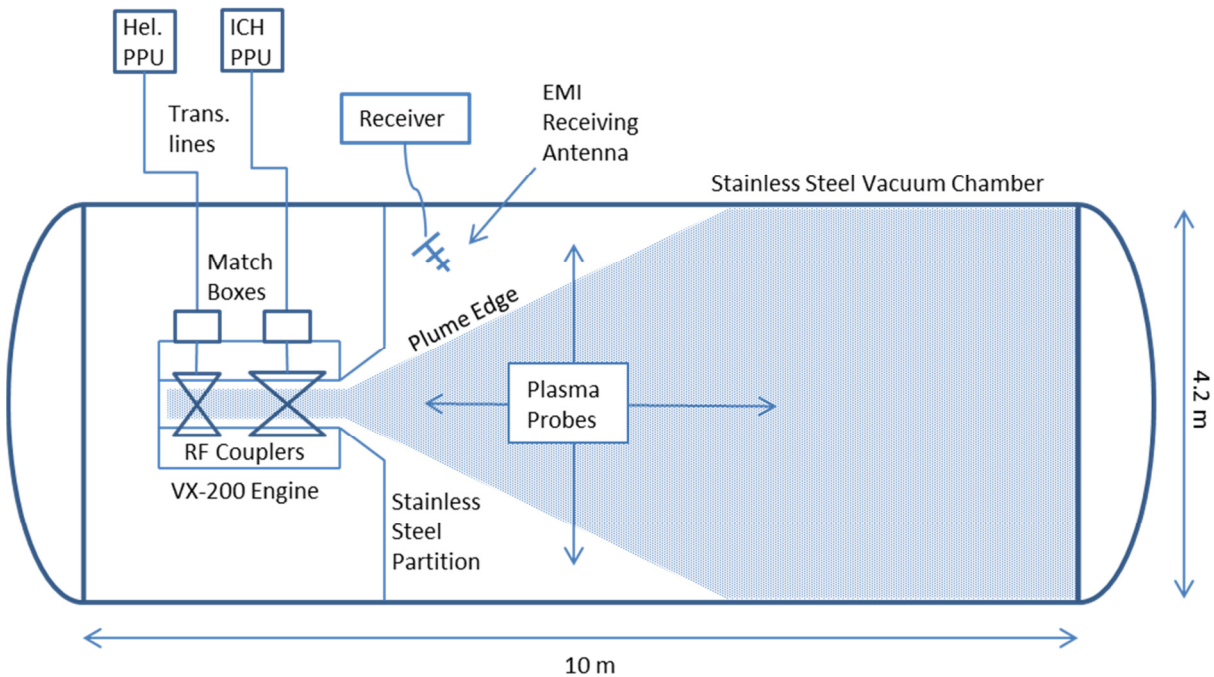 Hel.
PPU
ICH
PPU
Trans.
lines
Receiver
EMI
Receiving
Antenna
Stainless Steel Vacuum Chamber
Match
Boxes
Plume Edge
Plasma
Probes
RF Couplers
VX-200 Engine
Stainless
Steel
Partition
4.2 m
10 m